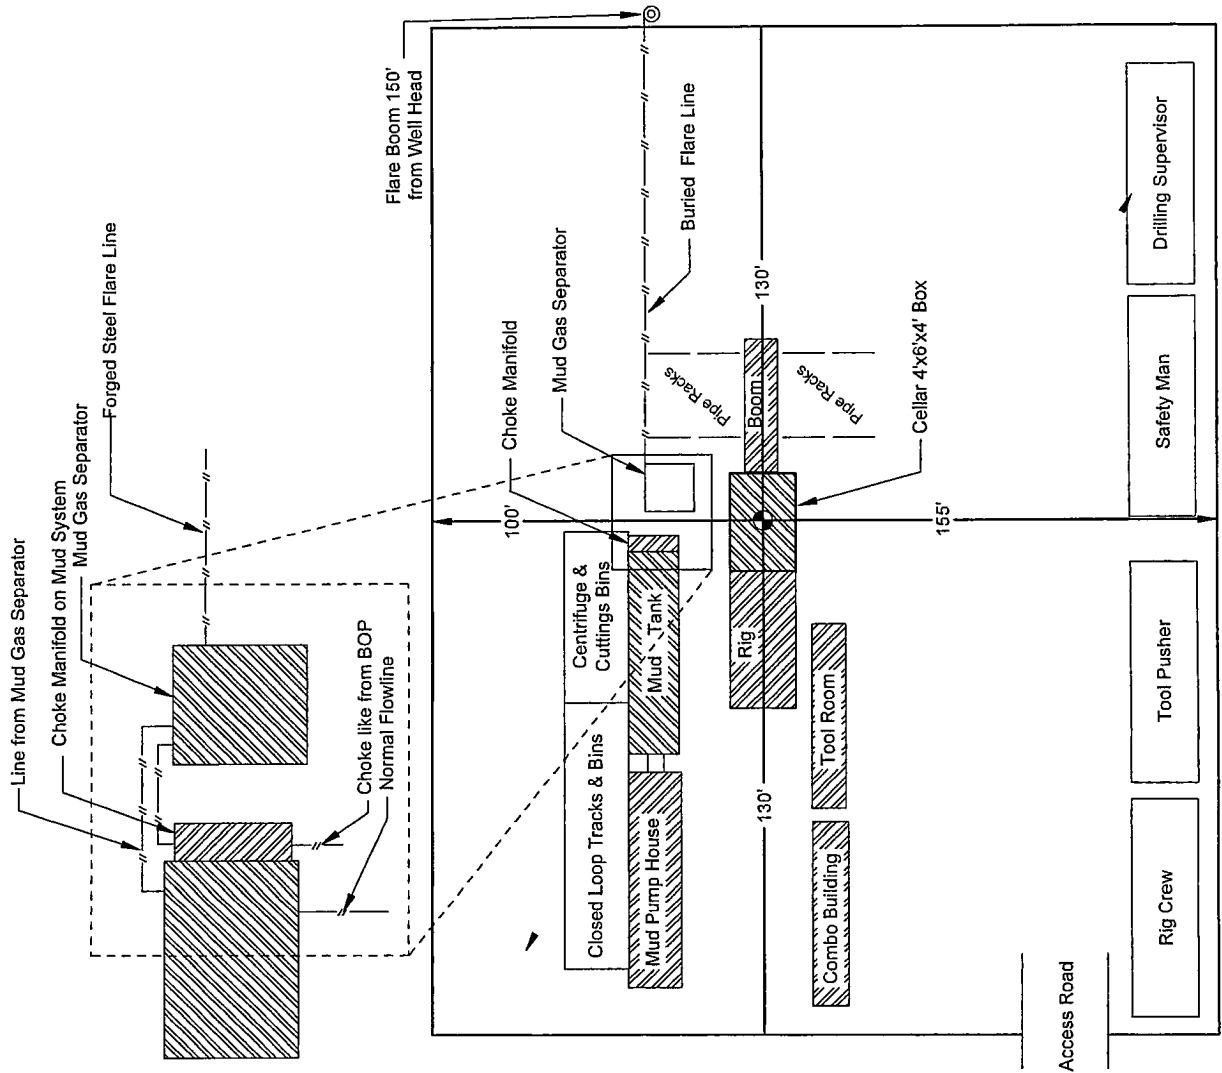 Flare Boom 150'
from Well Head
Forged Steel Flare Line
Mud Gas Separator
Choke Manifold on Mud System
Line from Mud Gas Separator
Choke like from BOP
Normal Flowline
Buried Flare Line
Mud Gas Separator
Choke Manifold
Cellar 4'x6'x4' Box
Pipe Racks
Pipe Racks
Boom
130'
100'
155'
130'
Centrifuge &
Cuttings Bins
Mud Tank
Rig
Closed Loop Tracks & Bins
Mud Pump House
Tool Room
Combo Building
Drilling Supervisor
Safety Man
Tool Pusher
Rig Crew
Access Road